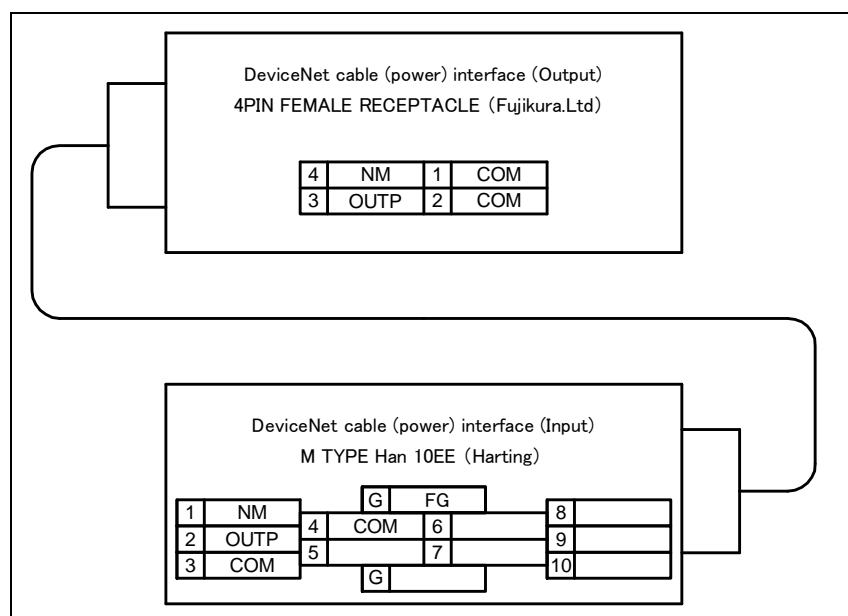 DeviceNet cable (power) interface (Output)
4PIN FEMALE RECEPTACLE (Fujikura.Ltd)
4 NM 1 COM
3 OUTP 2 COM
DeviceNet cable (power) interface (Input)
M TYPE Han 10EE (Harting)
G FG
1 NM
2 OUTP
3 COM
4 COM 6
5 7
8
9
10
G